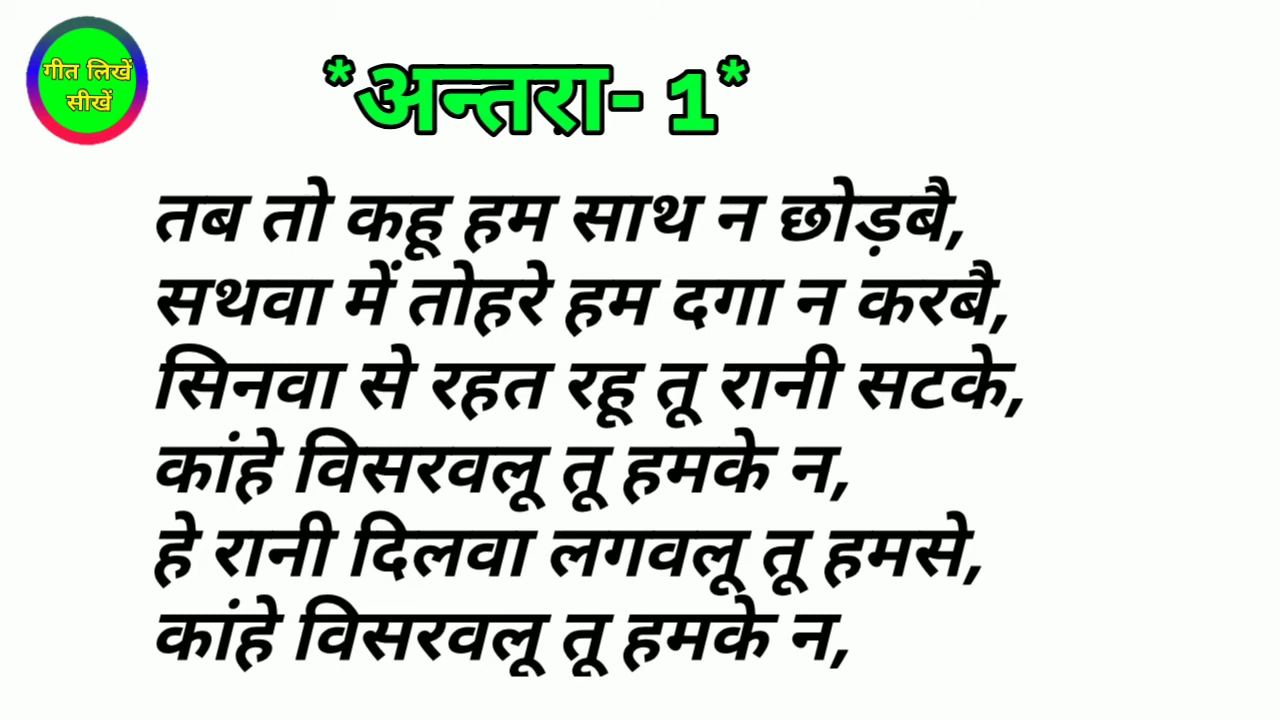 गीत लिखें
सीखें
*अन्तरा- 1*
तब तो कहू हम साथ न छोड़बै,
सथवा में तोहरे हम दगा न करबै,
सिनवा से रहत रहू तू रानी सटके,
कांहे विसरवलू तू हमके न,
हे रानी दिलवा लगवलू तू हमसे,
कांहे विसरवलू तू हमके न,